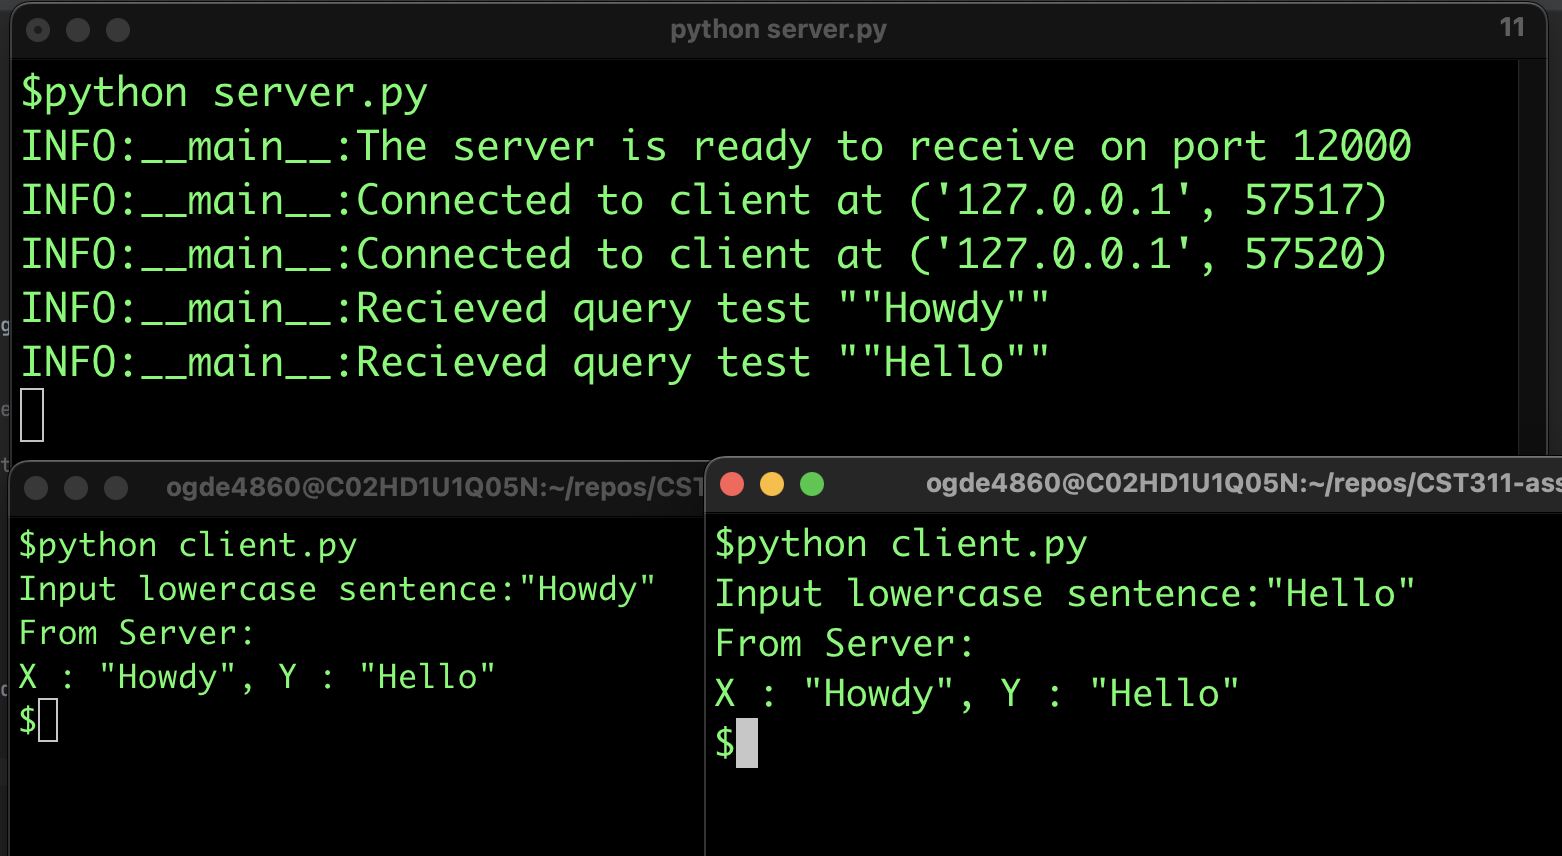 python server.py
11
$python server.py
INFO:__main__:The server is ready to receive on port 12000
INFO:__main__:Connected to client at ('127.0.0.1', 57517)
INFO:__main__:Connected to client at ('127.0.0.1', 57520)
INFO:__main__:Recieved query test ""Howdy""
INFO:__main__:Recieved query test ""Hello""
ogde4860@C02HD1U1Q05N:~/repos/CST
$python client.py
Input lowercase sentence:"Howdy"
From Server:
X : "Howdy", Y : "Hello"
$
ogde4860@C02HD1U1Q05N:~/repos/CST311-ass
$python client.py
Input lowercase sentence:"Hello"
From Server:
X : "Howdy", Y : "Hello"
$